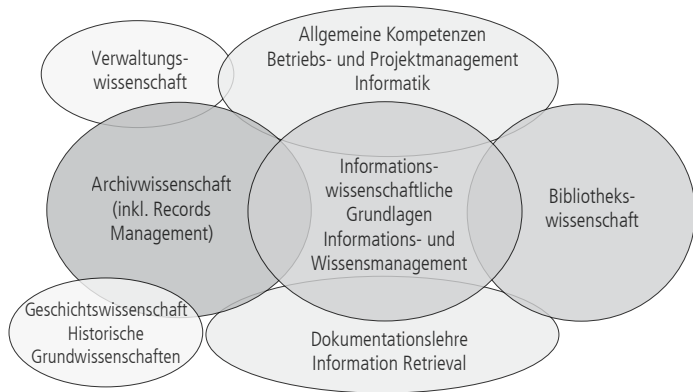 Verwaltungs-
wissenschaft
Allgemeine Kompetenzen
Betriebs- und Projektmanagement
Informatik
Archivwissenschaft
(inkl. Records
Management)
Informations-
wissenschaftliche
Grundlagen
Informations- und
Wissensmanagement
Bibliotheks-
wissenschaft
Geschichtswissenschaft
Historische
Grundwissenschaften
Dokumentationslehre
Information Retrieval